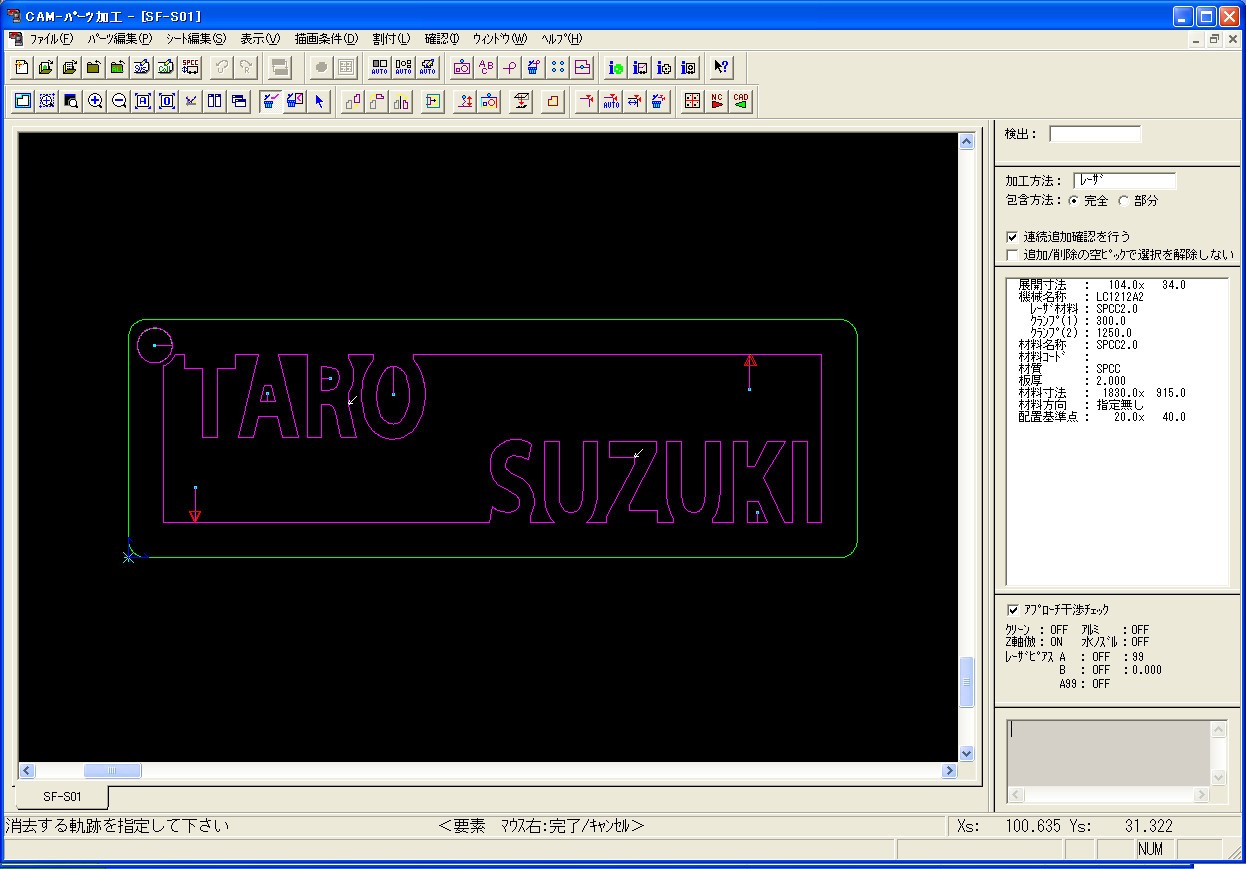 CAM-ﾊﾟｰﾂ加工 - [SF-S01]
ﾌｧｲﾙ(F) ﾊﾟｰﾂ編集(P) ｼｰﾄ編集(S) 表示(V) 描画条件(D) 割付(L) 確認(I) ｳｨﾝﾄﾞｳ(W) ﾍﾙﾌﾟ(H)
SPCC AUTO AUTO AUTO
AUTO NC CAD
検出：
加工方法： ﾚｰｻﾞ
包含方法： 完全 部分
連続追加確認を行う
追加/削除の空ﾋﾟｯｸで選択を解除しない
展開寸法 ： 104.0x 34.0
機械名称 ： LC1212A2
ﾚｰｻﾞ材料 ： SPCC2.0
ｸﾗﾝﾌﾟ(1) ： 300.0
ｸﾗﾝﾌﾟ(2) ： 1250.0
材料名称 ： SPCC2.0
材料ｺｰﾄﾞ ：
材質 ： SPCC
板厚 ： 2.000
材料寸法 ： 1830.0x 915.0
材料方向 ： 指定無し
配置基準点 ： 20.0x 40.0
TARO
SUZUKI
ｱﾌﾟﾛｰﾁ干渉ﾁｪｯｸ
ｸﾘｰﾝ ：OFF ｱﾙﾐ ：OFF
Z軸倣 ：ON 水ﾉｽﾞﾙ ：OFF
ﾚｰｻﾞﾋﾟｱｽ A ：OFF ：99
B ：OFF ：0.000
A99：OFF
SF-S01
消去する軌跡を指定して下さい ＜要素 ﾏｳｽ右:完了/ｷｬﾝｾﾙ＞ Xs: 100.635 Ys: 31.322
NUM